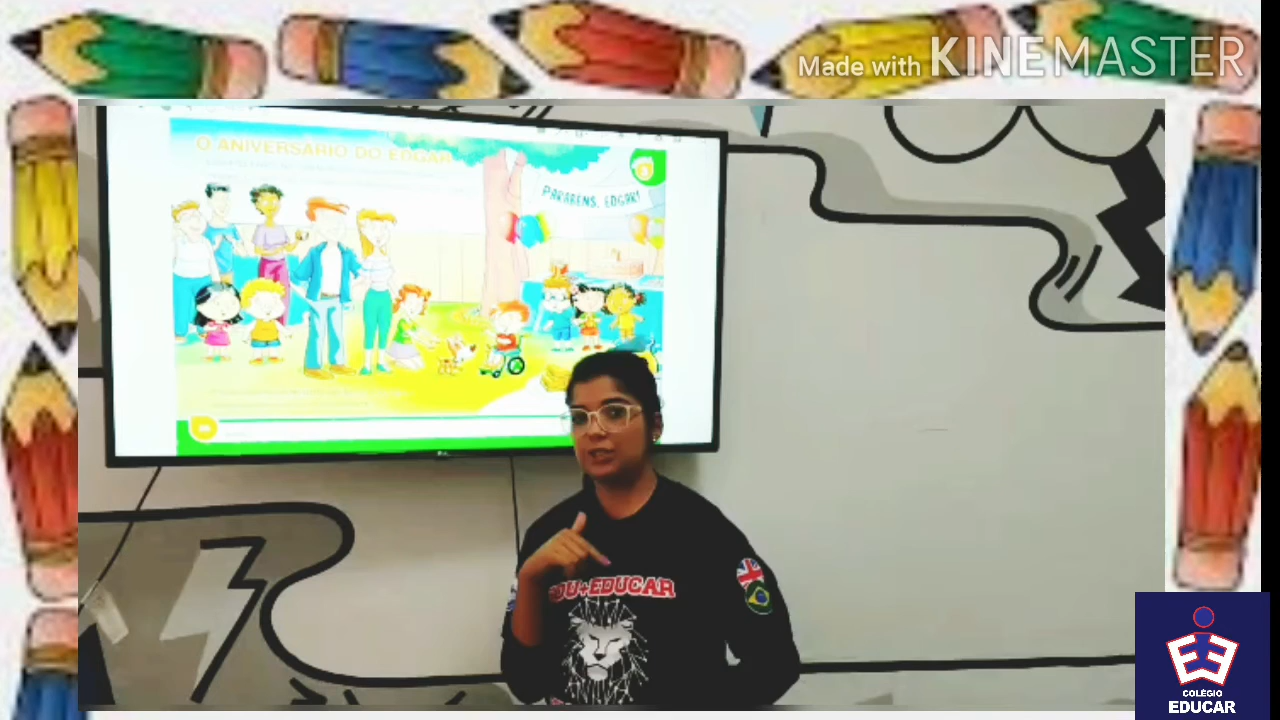 Made with KINEMASTER
O ANIVERSÁRIO DO EDGAR
PARABÉNS, EDGAR!
EDU+EDUCAR
COLÉGIO
EDUCAR